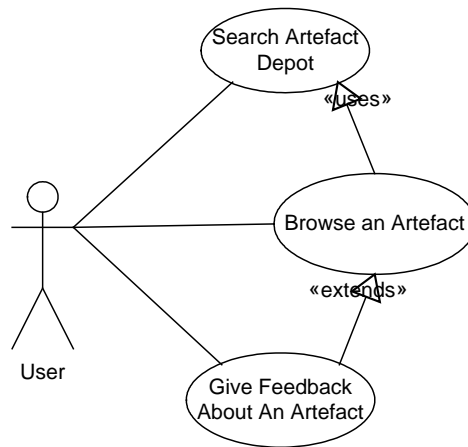 Search Artefact
Depot
«uses»
Browse an Artefact
«extends»
User
Give Feedback
About An Artefact